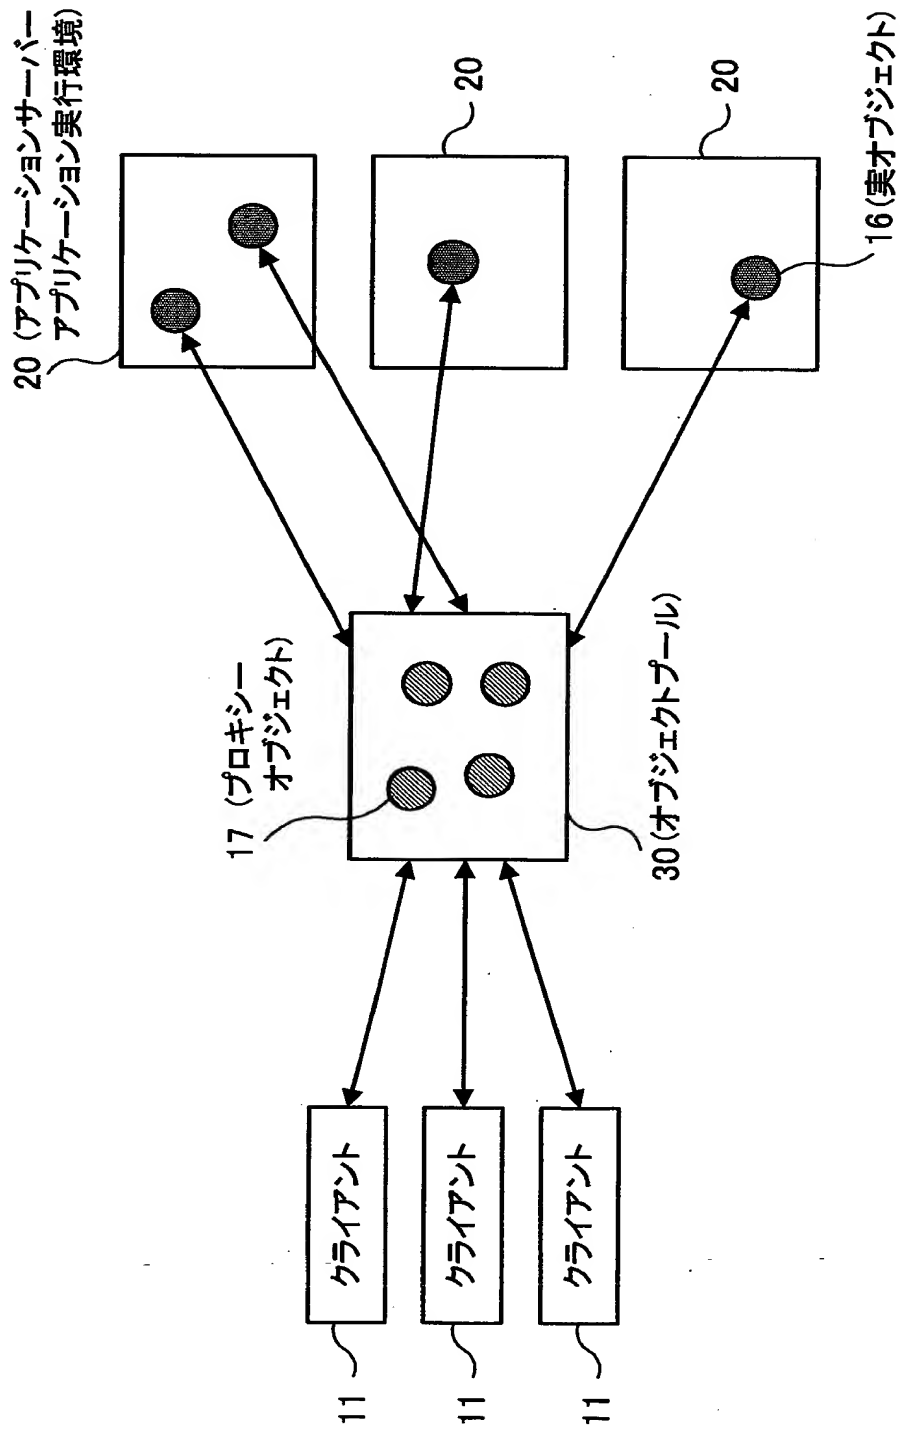 20 (アプリケーションサーバー
アプリケーション実行環境)
20
20
16(実オブジェクト)
17 (プロキシー
オブジェクト)
30(オブジェクトプール)
クライアント
クライアント
クライアント
11
11
11